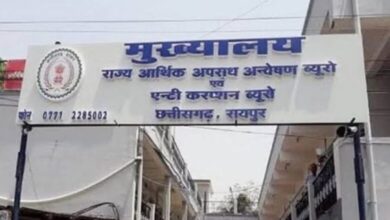 मुख्यालय
राज्य आर्थिक अपराध अन्वेषण ब्यूरो
एवं
एन्टी करप्शन ब्यूरो
फोन 0771 2285002
छत्तीसगढ़, रायपुर